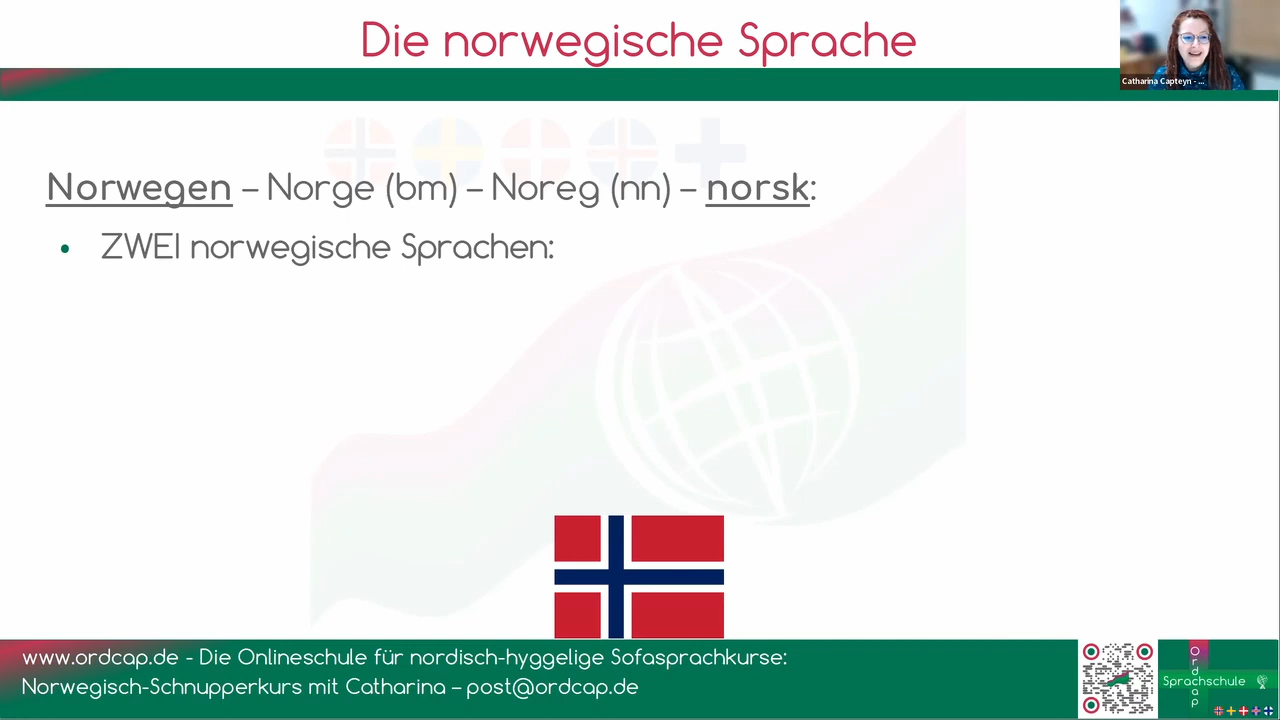 Die norwegische Sprache
Catharina Capteyn - ...
Norwegen – Norge (bm) – Noreg (nn) – norsk:
• ZWEI norwegische Sprachen:
www.ordcap.de - Die Onlineschule für nordisch-hyggelige Sofasprachkurse:
Norwegisch-Schnupperkurs mit Catharina – post@ordcap.de
Ordcap
Sprachschule